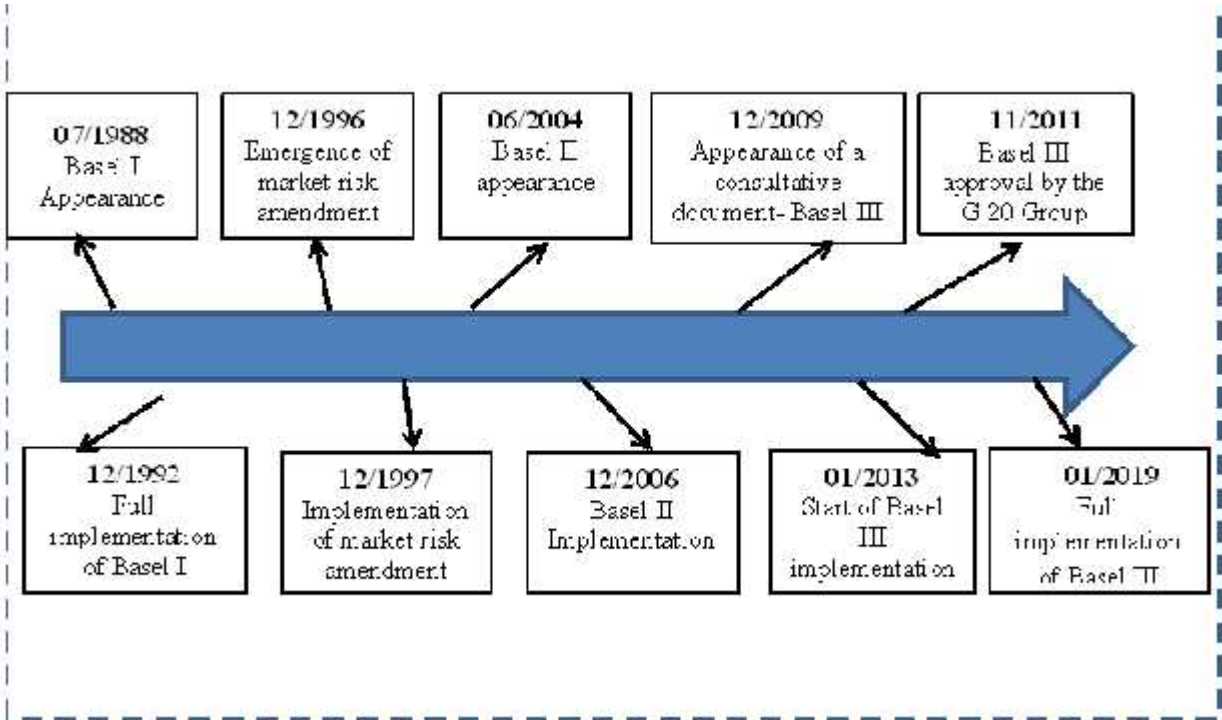 07/1988
Basel I
Appearance
12/1996
Emergence of
market risk
amendment
06/2004
Basel II
appearance
12/2009
Appearance of a
consultative
document- Basel III
11/2011
Basel III
approval by the
G 20 Group
12/1992
Full
implementation
of Basel I
12/1997
Implementation
of market risk
amendment
12/2006
Basel II
Implementation
01/2013
Start of Basel
III
implementation
01/2019
Full
implementation
of Basel III